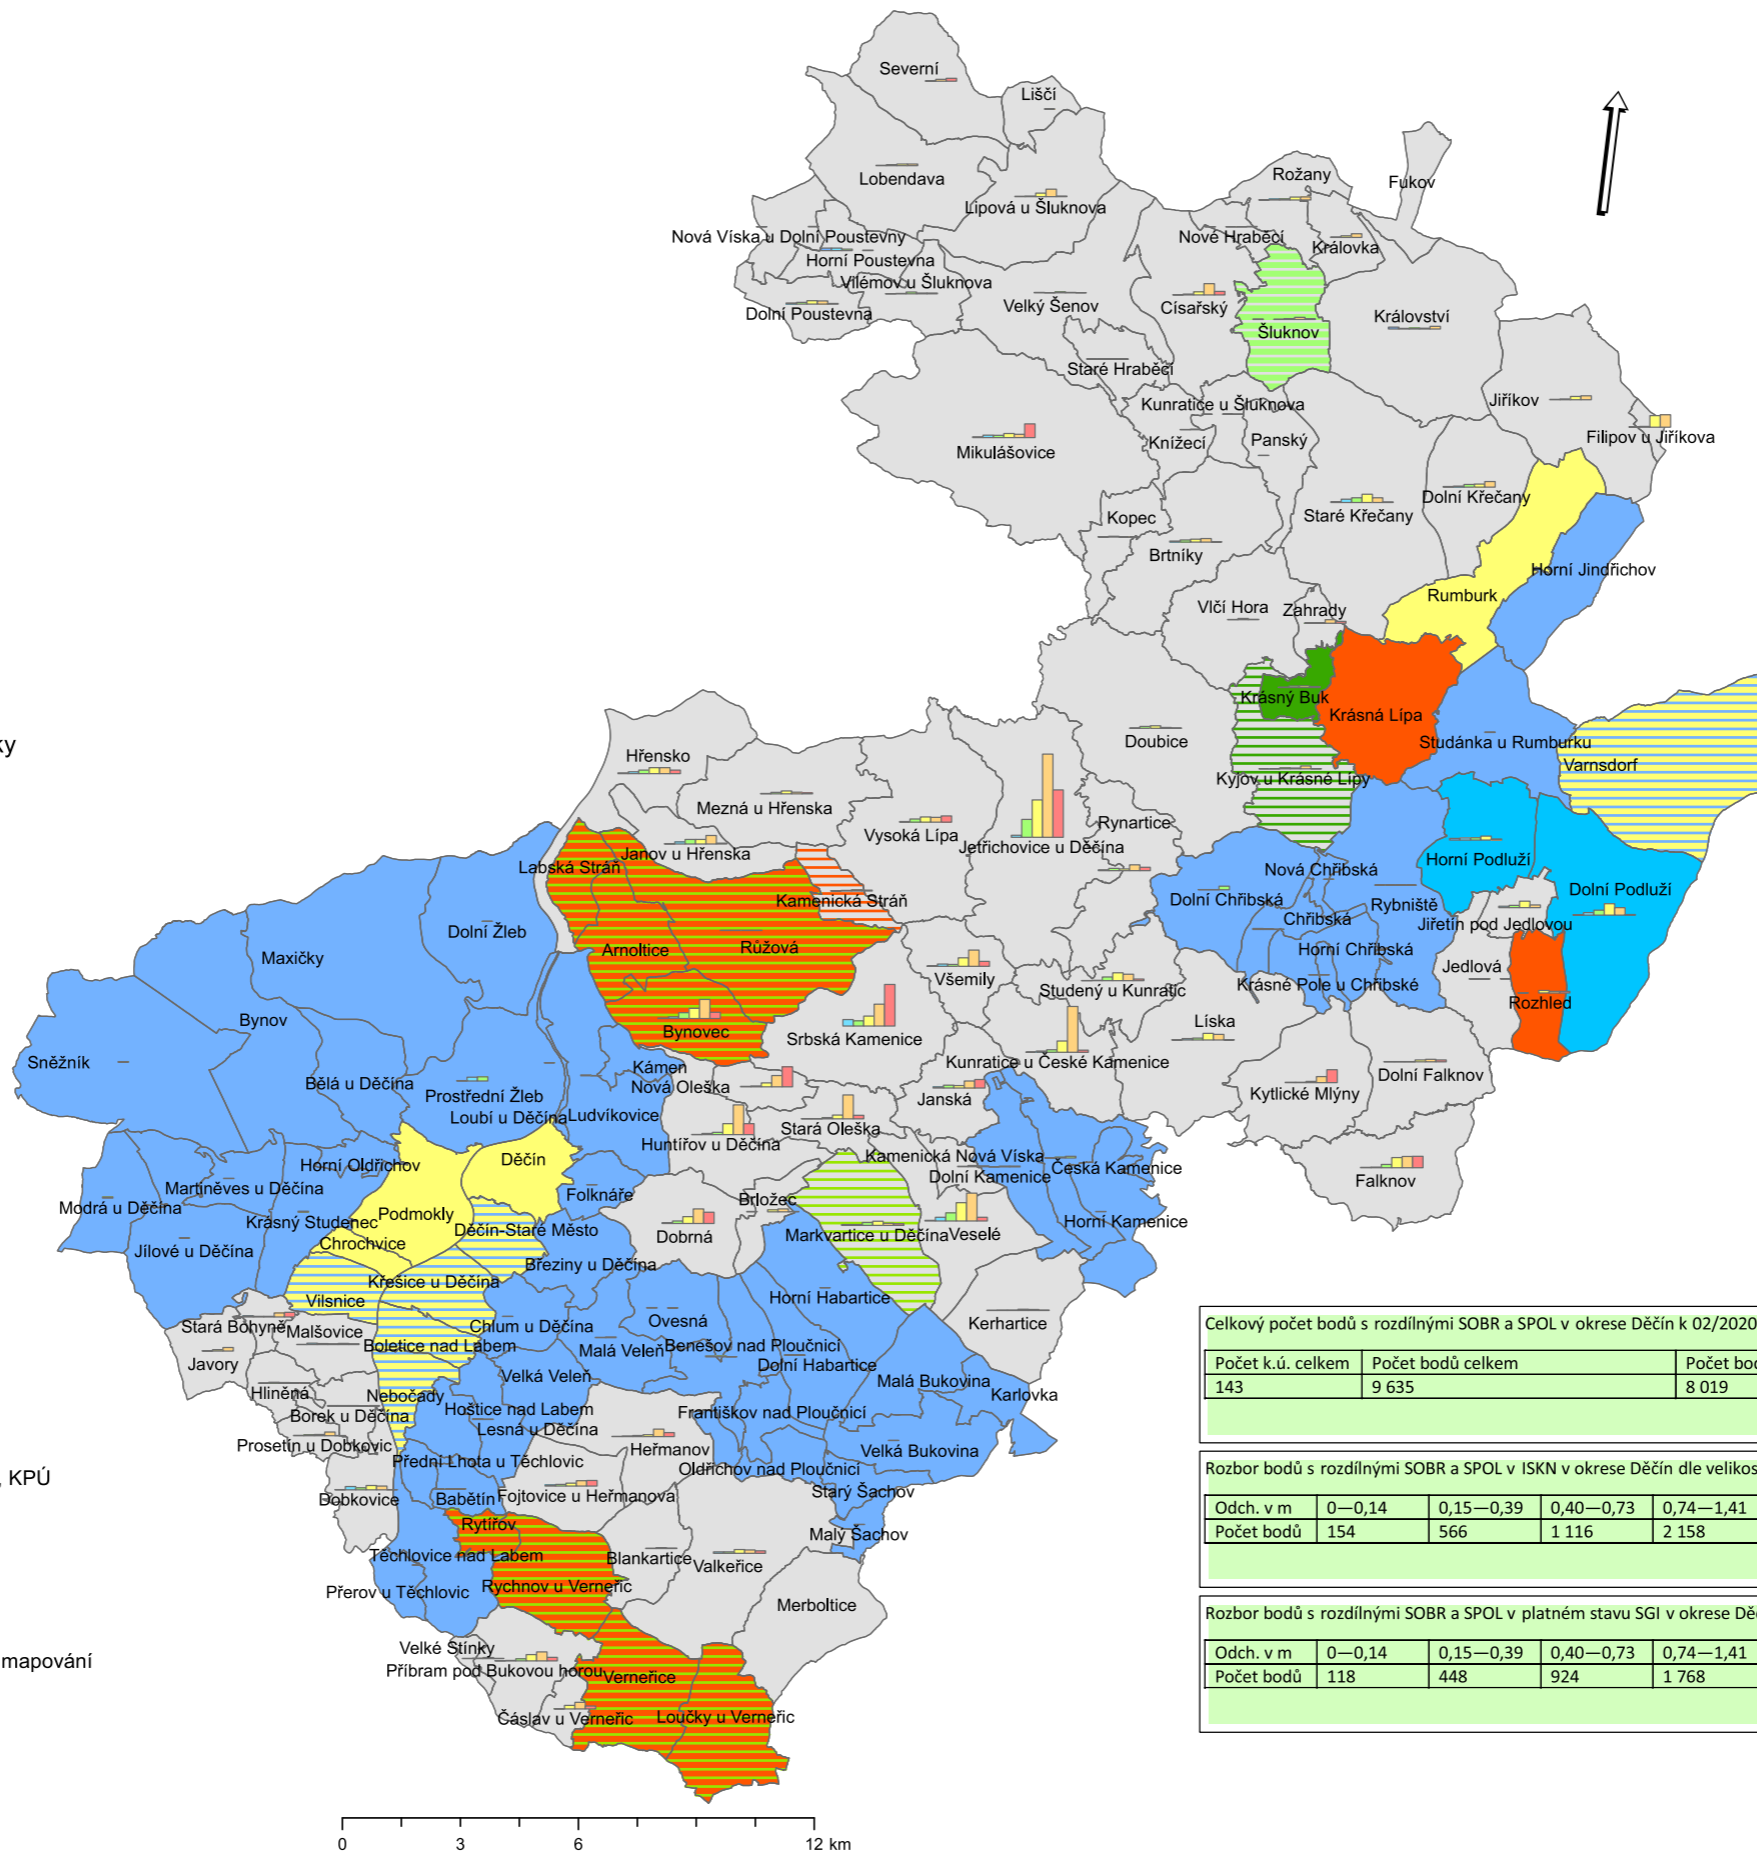 Severní
Liščí
Lobendava
Lipová u Šluknova
Rožany
Fukov
Nová Víska u Dolní Poustevny
Nové Hraběcí
Královka
Horní Poustevna
Vilémov u Šluknova
Dolní Poustevna
Velký Šenov
Císařský
Království
Šluknov
Staré Hraběcí
Jiříkov
Kunratice u Šluknova
Filipov u Jiříkova
Knížecí
Panský
Mikulášovice
Dolní Křečany
Kopec
Staré Křečany
Brtníky
Horní Jindřichov
Rumburk
Vlčí Hora
Zahrady
Krásný Buk
Krásná Lípa
ky
Hřensko
Doubice
Studánka u Rumburku
Varnsdorf
Kyjov u Krásné Lípy
Mezná u Hřenska
Vysoká Lípa
Rynartice
Janov u Hřenska
Jetřichovice u Děčína
Labská Stráň
Nová Chřibská
Horní Podluží
Dolní Podluží
Kamenická Stráň
Dolní Chřibská
Rybniště
Chřibská
Jiřetín pod Jedlovou
Dolní Žleb
Arnoltice
Růžová
Horní Chřibská
Maxičky
Všemily
Jedlová
Studený u Kunratic
Krásné Pole u Chřibské
Rozhled
Bynov
Bynovec
Srbská Kamenice
Líska
Sněžník
Kunratice u České Kamenice
Kámen
Dolní Falknov
Bělá u Děčína
Nová Oleška
Prostřední Žleb
Janská
Kytlické Mlýny
Loubí u Děčína
Ludvíkovice
Stará Oleška
Huntířov u Děčína
Kamenická Nová Víska
Děčín
Horní Oldřichov
Česká Kamenice
Dolní Kamenice
Falknov
Martiněves u Děčína
Folknáře
Brložec
Modrá u Děčína
Podmokly
Krásný Studenec
Děčín-Staré Město
Dobrná
Markvartice u Děčína
Veselé
Horní Kamenice
Chrochvice
Jílové u Děčína
Březiny u Děčína
Křešice u Děčína
Vilsnice
Horní Habartice
Stará Bohyně
Malšovice
Chlum u Děčína
Ovesná
Kerhartice
Celkový počet bodů s rozdílnými SOBR a SPOL v okrese Děčín k 02/2020
Boletice nad Labem
Malá Veleň
Benešov nad Ploučnicí
Javory
Dolní Habartice
Počet k.ú. celkem Počet bodů celkem Počet bod
143 9 635 8 019
Velká Veleň
Malá Bukovina
Hliněná
Nebočady
Karlovka
Borek u Děčína
Hoštice nad Labem
Františkov nad Ploučnicí
Lesná u Děčína
Prosetín u Dobkovic
Heřmanov
Velká Bukovina
Přední Lhota u Těchlovic
Oldřichov nad Ploučnicí
Rozbor bodů s rozdílnými SOBR a SPOL v ISKN v okrese Děčín dle velikos
, KPÚ
Dobkovice
Babětín
Fojtovice u Heřmanova
Starý Šachov
Odch. v m 0—0,14 0,15—0,39 0,40—0,73 0,74—1,41
Počet bodů 154 566 1 116 2 158
Rytířov
Malý Šachov
Těchlovice nad Labem
Blankartice
Valkeřice
Přerov u Těchlovic
Rychnov u Verneřic
Merboltice
Rozbor bodů s rozdílnými SOBR a SPOL v platném stavu SGI v okrese Dě
Odch. v m 0—0,14 0,15—0,39 0,40—0,73 0,74—1,41
Počet bodů 118 448 924 1 768
Velké Stínky
mapování
Příbram pod Bukovou horou
Verneřice
Čáslav u Verneřic
Loučky u Verneřic
0 3 6 12 km